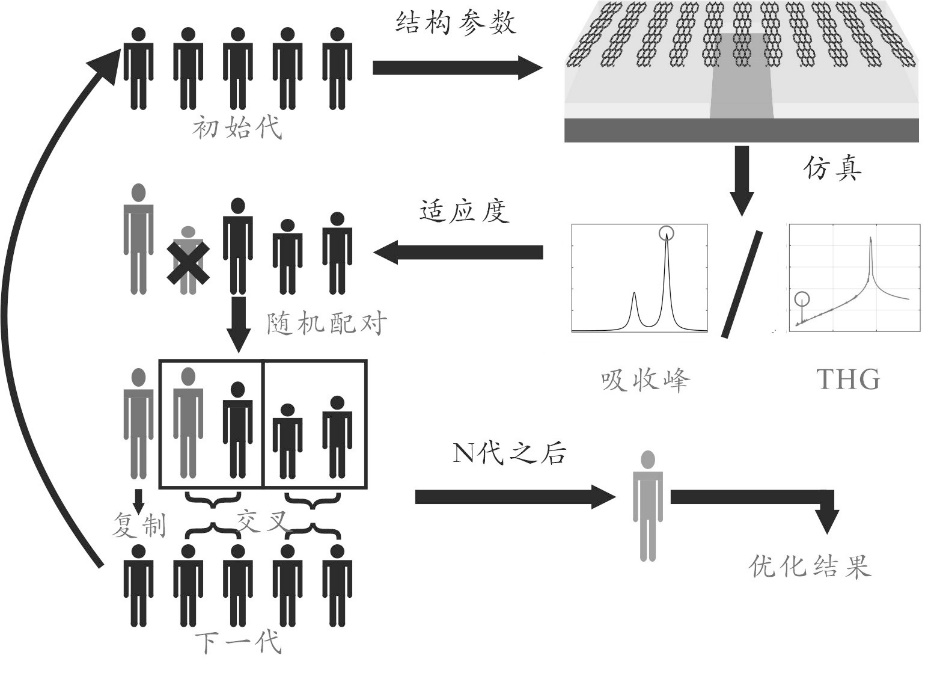 结构参数
初始代
仿真
适应度
随机配对
吸收峰
THG
N代之后
复制
交叉
优化结果
下一代